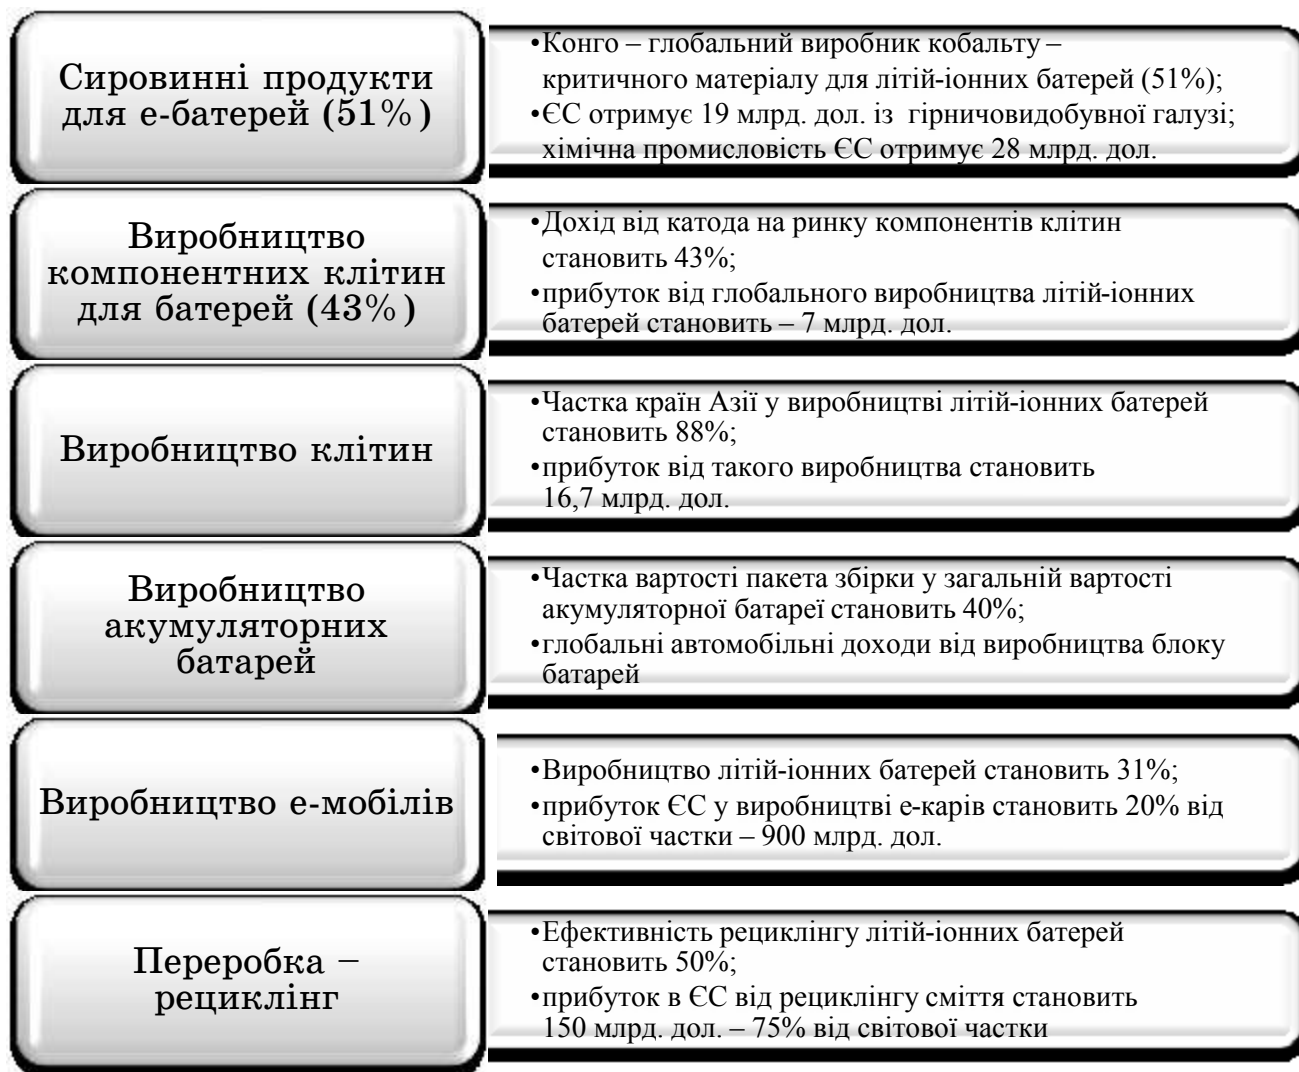 Сировинні продукти
для е-батерей (51%)
•Конго – глобальний виробник кобальту –
критичного матеріалу для літій-іонних батерей (51%);
•ЄС отримує 19 млрд. дол. із гірничовидобувної галузі;
хімічна промисловість ЄС отримує 28 млрд. дол.
Виробництво
компонентних клітин
для батерей (43%)
•Дохід від катода на ринку компонентів клітин
становить 43%;
•прибуток від глобального виробництва літій-іонних
батерей становить – 7 млрд. дол.
Виробництво клітин
•Частка країн Азії у виробництві літій-іонних батерей
становить 88%;
•прибуток від такого виробництва становить
16,7 млрд. дол.
Виробництво
акумуляторних
батарей
•Частка вартості пакета збірки у загальній вартості
акумуляторної батареї становить 40%;
•глобальні автомобільні доходи від виробництва блоку
батарей
Виробництво е-мобілів
•Виробництво літій-іонних батерей становить 31%;
•прибуток ЄС у виробництві е-карів становить 20% від
світової частки – 900 млрд. дол.
Переробка –
рециклінг
•Ефективність рециклінгу літій-іонних батерей
становить 50%;
•прибуток в ЄС від рециклінгу сміття становить
150 млрд. дол. – 75% від світової частки